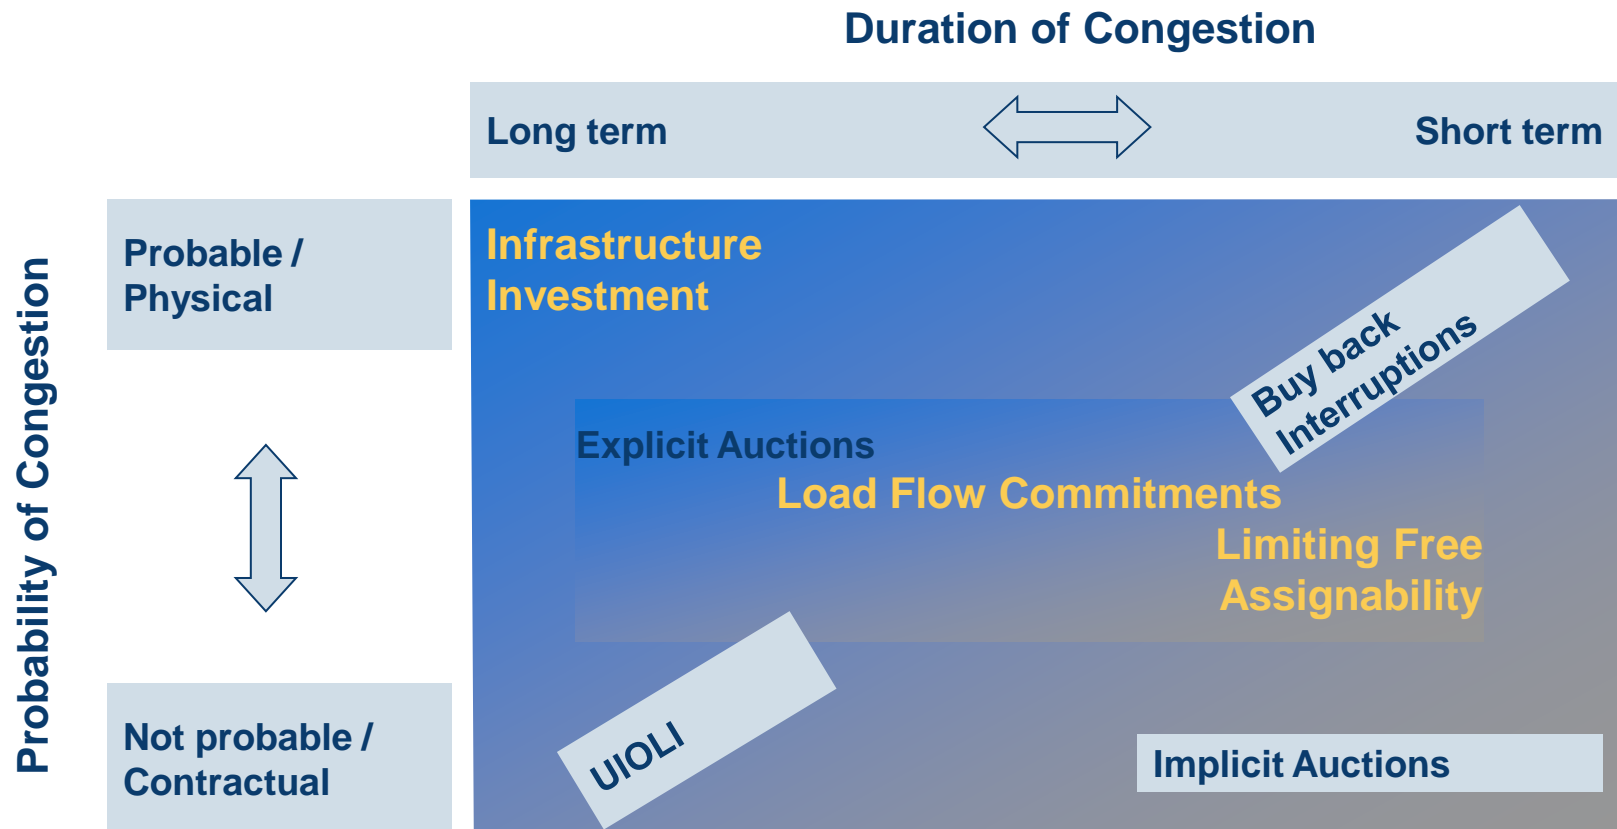 Duration of Congestion
Long term
Short term
Probability of Congestion
Probable /
Physical
Not probable /
Contractual
Infrastructure
Investment
Buy back
Interruptions
Explicit Auctions
Load Flow Commitments
Limiting Free
Assignability
UIOLI
Implicit Auctions